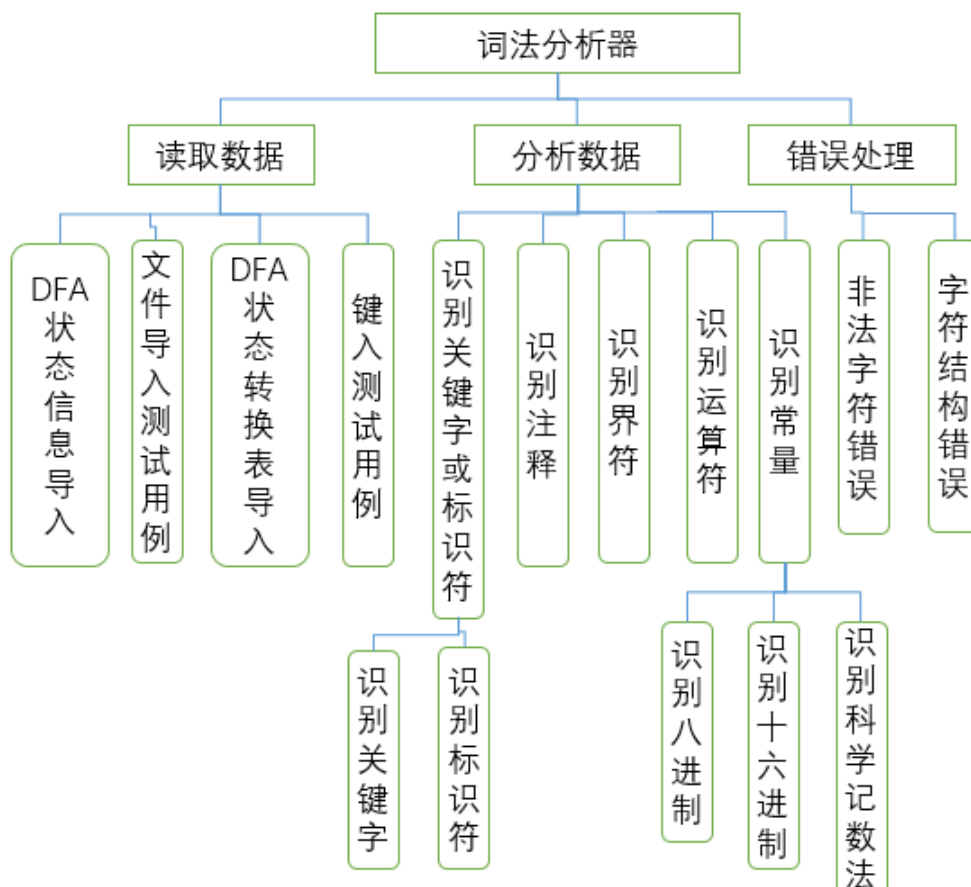 词法分析器
读取数据
分析数据
错误处理
DFA状态信息导入
文件导入测试用例
DFA状态转换表导入
键入测试用例
识别关键字或标识符
识别注释
识别界符
识别运算符
识别常量
非法字符错误
字符结构错误
识别关键字
识别标识符
识别八进制
识别十六进制
识别科学记数法